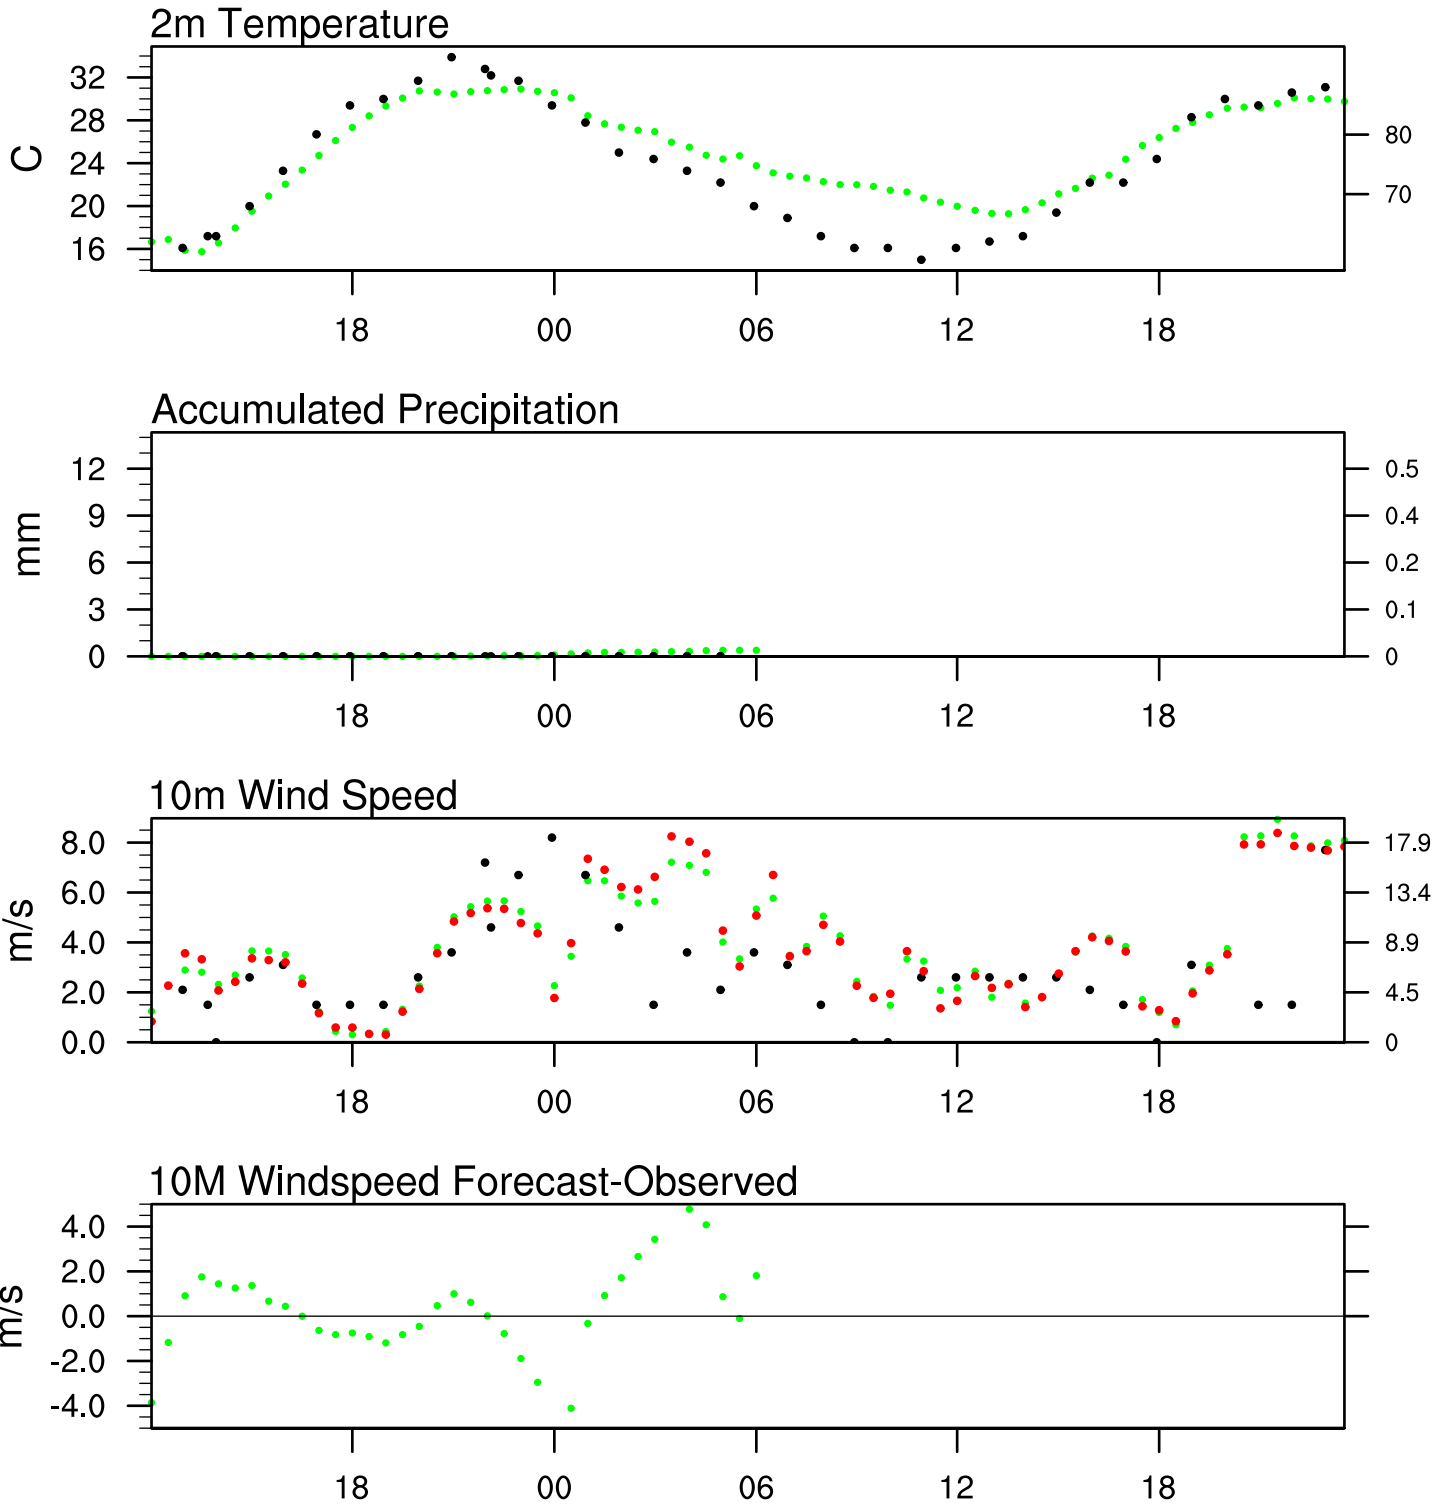 2m Temperature
C
32
28
24
20
16
80
70
18 00 06 12 18
Accumulated Precipitation
mm
12
9
6
3
0
0.5
0.4
0.2
0.1
0
18 00 06 12 18
10m Wind Speed
m/s
8.0
6.0
4.0
2.0
0.0
17.9
13.4
8.9
4.5
0
18 00 06 12 18
10M Windspeed Forecast-Observed
m/s
4.0
2.0
0.0
-2.0
-4.0
18 00 06 12 18